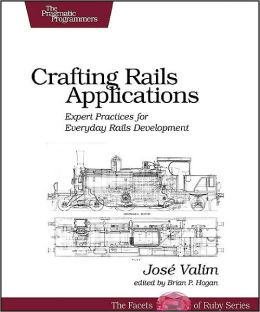 The
Pragmatic
Programmers
Crafting Rails
Applications
Expert Practices for
Everyday Rails Development
José Valim
edited by Brian P. Hogan
The Facets of Ruby Series